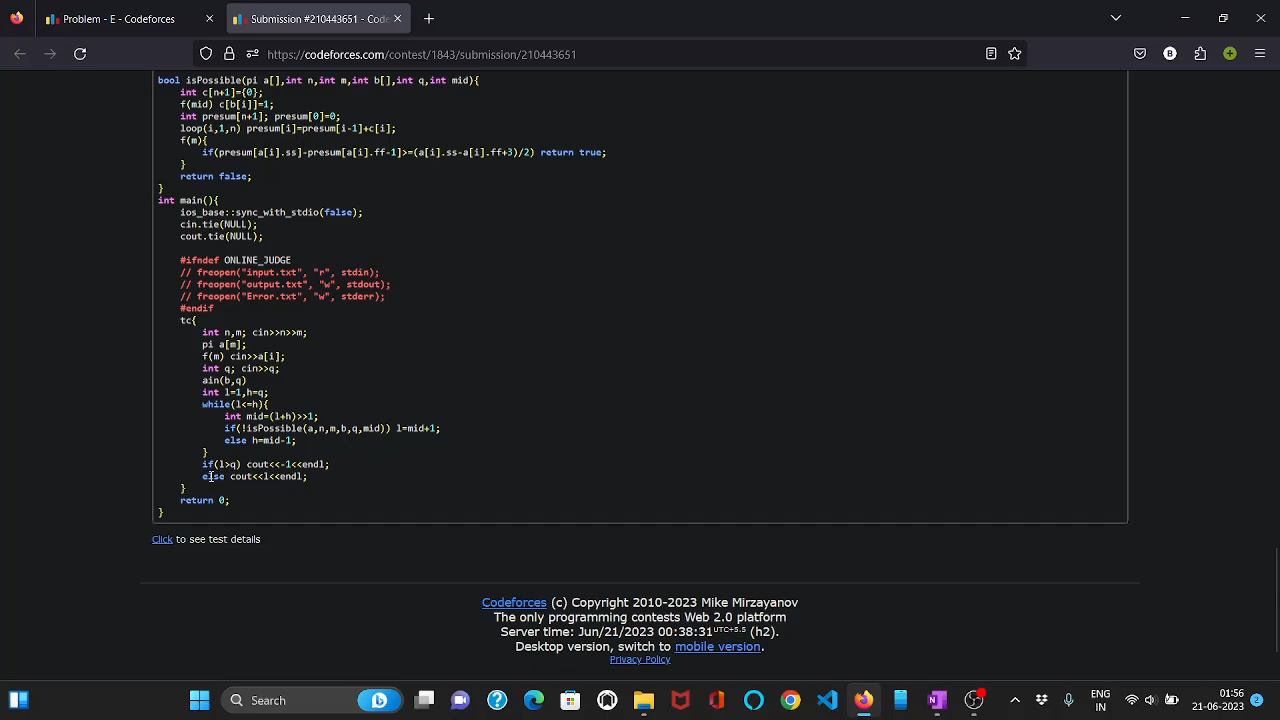 Problem - E - Codeforces
Submission #210443651 - Code
https://codeforces.com/contest/1843/submission/210443651
bool isPossible(pi a[],int n,int m,int b[],int q,int mid){
int c[n+1]={0};
f(mid) c[b[i]]=1;
int presum[n+1]; presum[0]=0;
loop(i,1,n) presum[i]=presum[i-1]+c[i];
f(m){
if(presum[a[i].ss]-presum[a[i].ff-1]>=(a[i].ss-a[i].ff+3)/2) return true;
}
return false;
}
int main(){
ios_base::sync_with_stdio(false);
cin.tie(NULL);
cout.tie(NULL);
#ifndef ONLINE_JUDGE
// freopen("input.txt", "r", stdin);
// freopen("output.txt", "w", stdout);
// freopen("Error.txt", "w", stderr);
#endif
tc{
int n,m; cin>>n>>m;
pi a[m];
f(m) cin>>a[i];
int q; cin>>q;
ain(b,q)
int l=1,h=q;
while(l<=h){
int mid=(l+h)>>1;
if(!isPossible(a,n,m,b,q,mid)) l=mid+1;
else h=mid-1;
}
if(l>q) cout<<-1<<endl;
else cout<<l<<endl;
}
return 0;
}
Click to see test details
Codeforces (c) Copyright 2010-2023 Mike Mirzayanov
The only programming contests Web 2.0 platform
Server time: Jun/21/2023 00:38:31UTC+5.5 (h2).
Desktop version, switch to mobile version.
Privacy Policy
Search
ENG
IN
01:56
21-06-2023
2